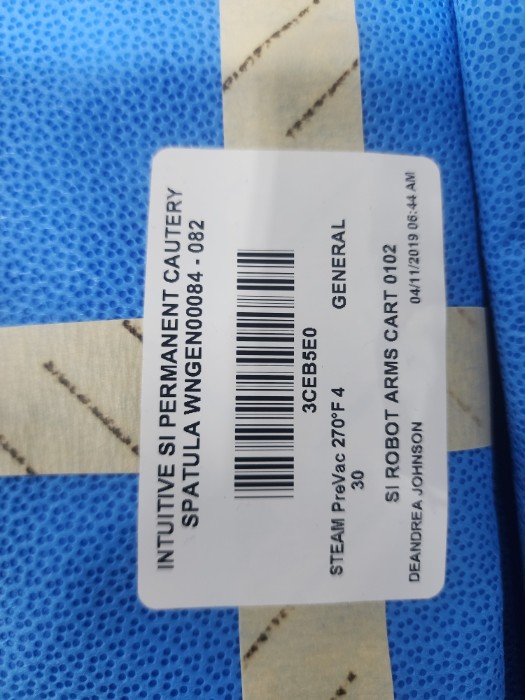 INTUITIVE SI PERMANENT CAUTERY
SPATULA WNGEN00084 - 082
3CEB5E0
STEAM PreVac 270°F 4 GENERAL
30
SI ROBOT ARMS CART 0102
DEANDREA JOHNSON 04/11/2019 06:44 AM